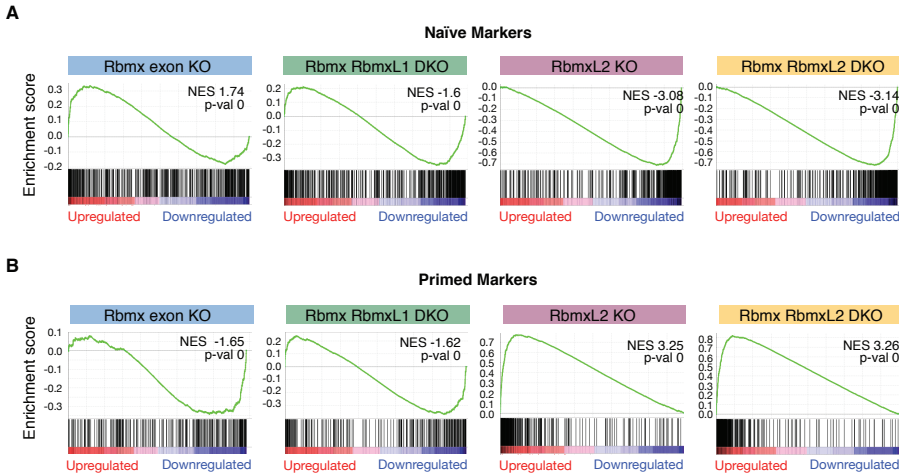 A
Naïve Markers
Rbmx exon KO
Rbmx RbmxL1 DKO
RbmxL2 KO
Rbmx RbmxL2 DKO
Enrichment score
0.3
0.2
0.1
0.0
-0.1
-0.2
NES 1.74
p-val 0
0.2
0.1
0.0
-0.1
-0.2
-0.3
NES -1.6
p-val 0
0.0
-0.1
-0.2
-0.3
-0.4
-0.5
-0.6
-0.7
NES -3.08
p-val 0
0.0
-0.1
-0.2
-0.3
-0.4
-0.5
-0.6
-0.7
NES -3.14
p-val 0
Upregulated Downregulated
Upregulated Downregulated
Upregulated Downregulated
Upregulated Downregulated
B
Primed Markers
Rbmx exon KO
Rbmx RbmxL1 DKO
RbmxL2 KO
Rbmx RbmxL2 DKO
Enrichment score
0.1
0.0
-0.1
-0.2
-0.3
NES -1.65
p-val 0
0.2
0.1
0.0
-0.1
-0.2
-0.3
NES -1.62
p-val 0
0.7
0.6
0.5
0.4
0.3
0.2
0.1
0.0
NES 3.25
p-val 0
0.8
0.7
0.6
0.5
0.4
0.3
0.2
0.1
0.0
NES 3.26
p-val 0
Upregulated Downregulated
Upregulated Downregulated
Upregulated Downregulated
Upregulated Downregulated